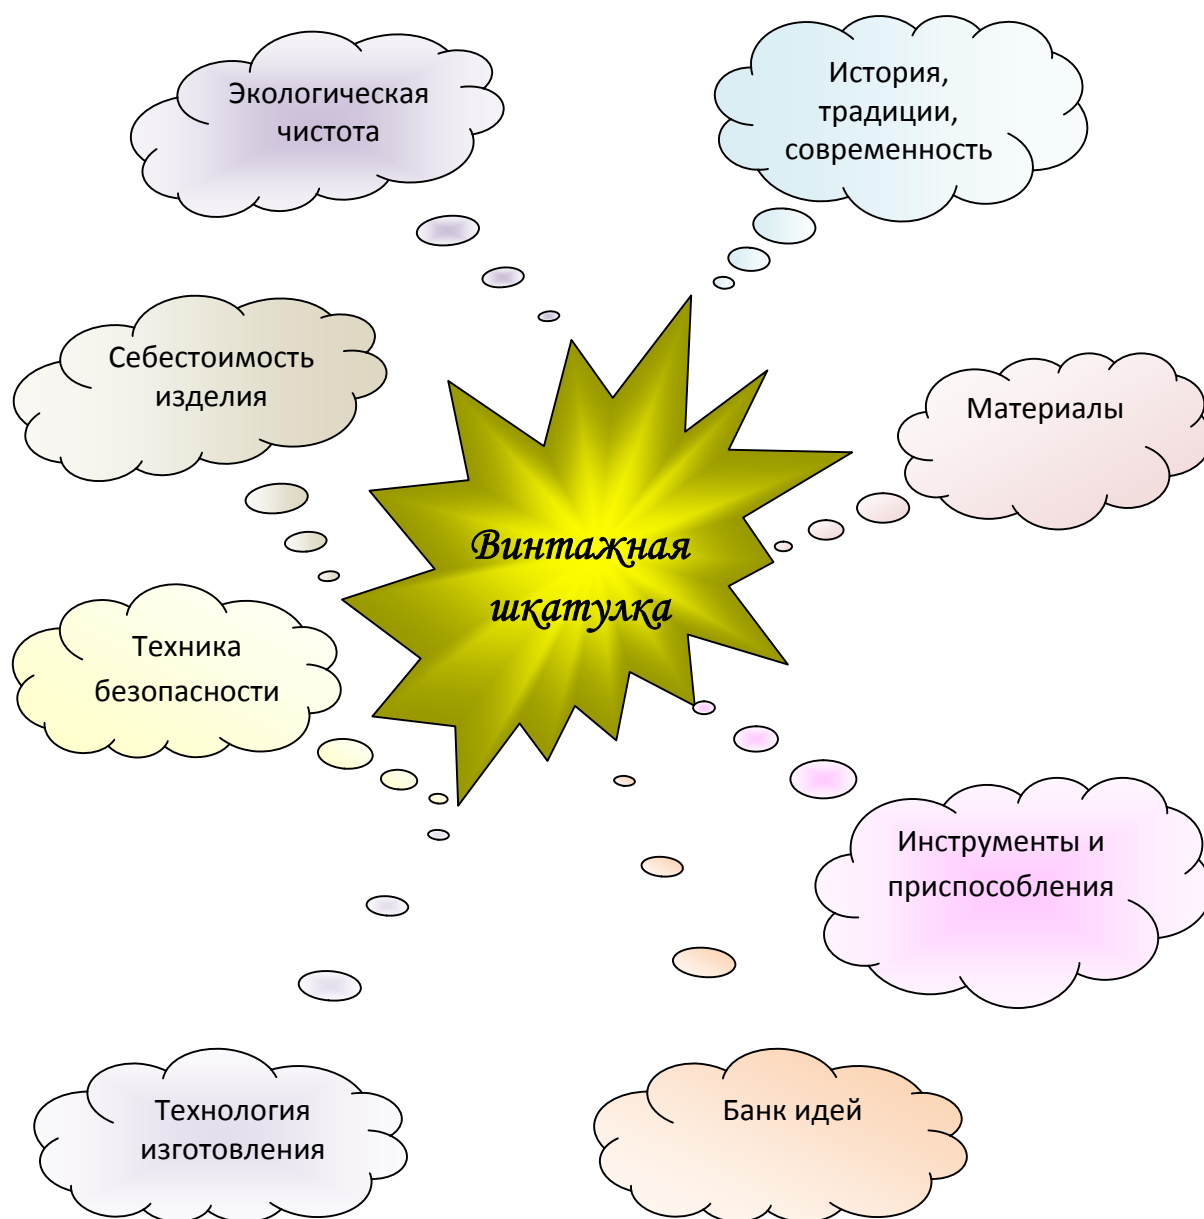 Экологическая
чистота
История,
традиции,
современность
Себестоимость
изделия
Материалы
Винтажная
шкатулка
Техника
безопасности
Инструменты и
приспособления
Технология
изготовления
Банк идей